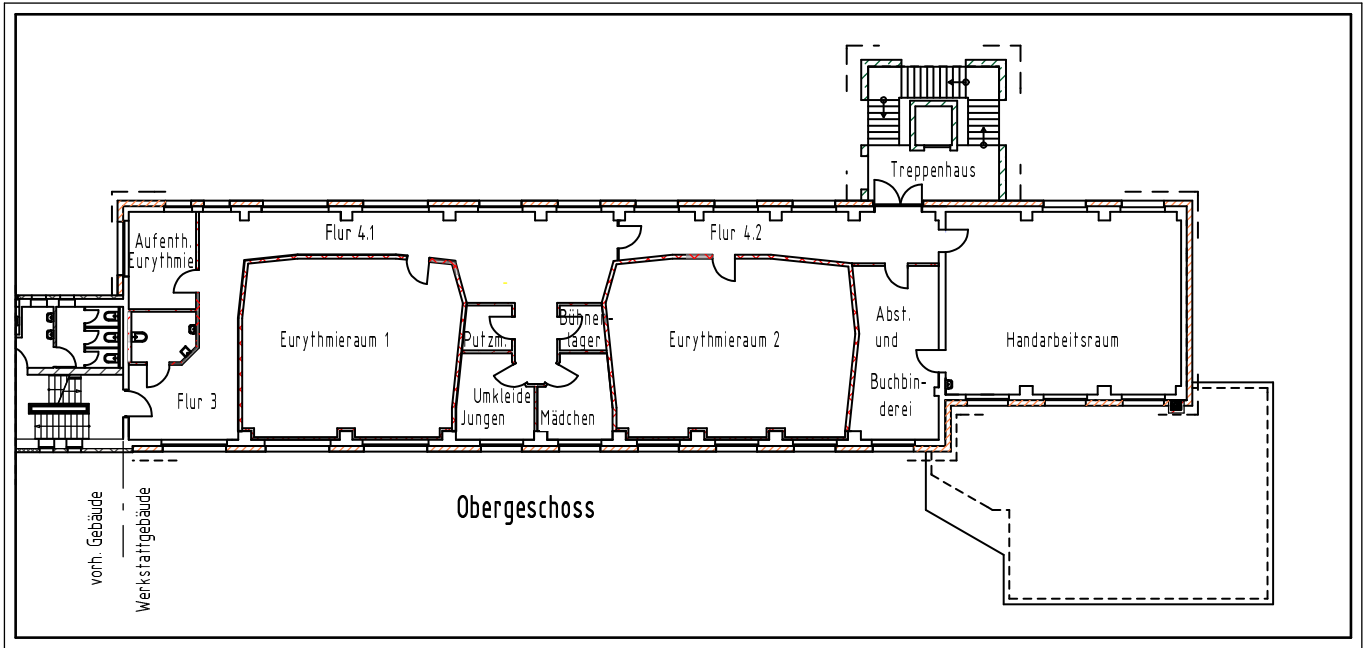 Treppenhaus
Aufenth.
Eurythmie
Flur 4.1
Flur 4.2
Eurythmieraum 1
Putzm.
Bühnen-
lager
Eurythmieraum 2
Abst.
und
Buchbin-
derei
Handarbeitsraum
Flur 3
Umkleide
Jungen
Mädchen
Obergeschoss
vorh. Gebäude
Werkstattgebäude